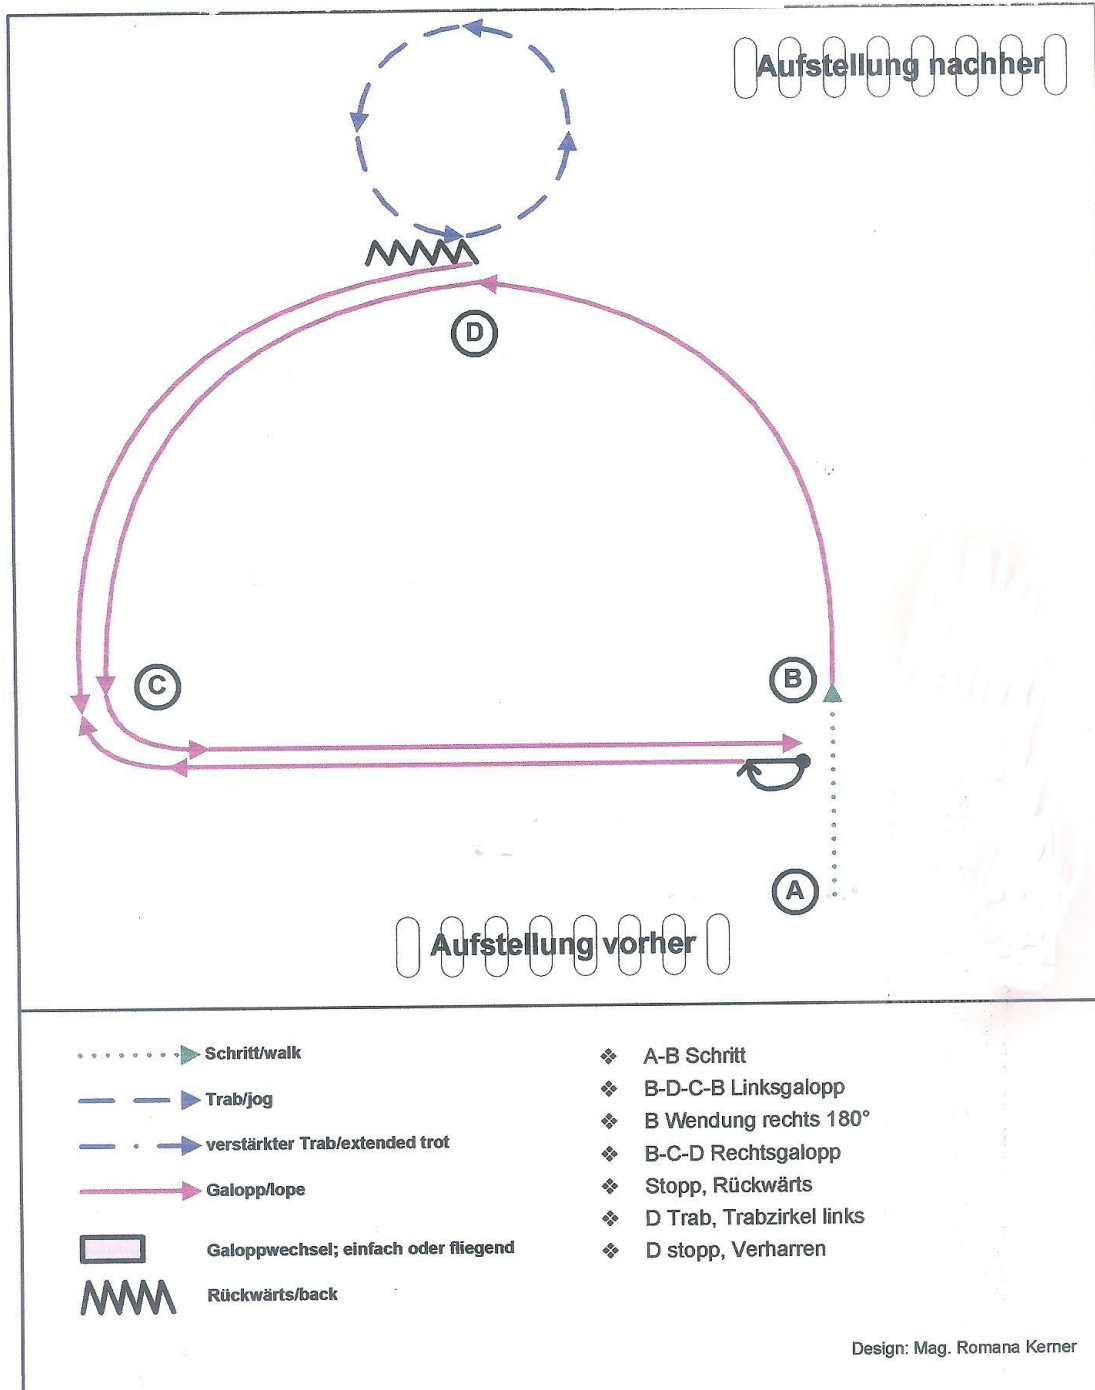 Aufstellung nachher
D
C
B
A
Aufstellung vorher
Schritt/walk
Trab/jog
verstärkter Trab/extended trot
Galopp/lope
Galoppwechsel; einfach oder fliegend
Rückwärts/back
❖ A-B Schritt
❖ B-D-C-B Linksgalopp
❖ B Wendung rechts 180°
❖ B-C-D Rechtsgalopp
❖ Stopp, Rückwärts
❖ D Trab, Trabzirkel links
❖ D stopp, Verharren
Design: Mag. Romana Kerner